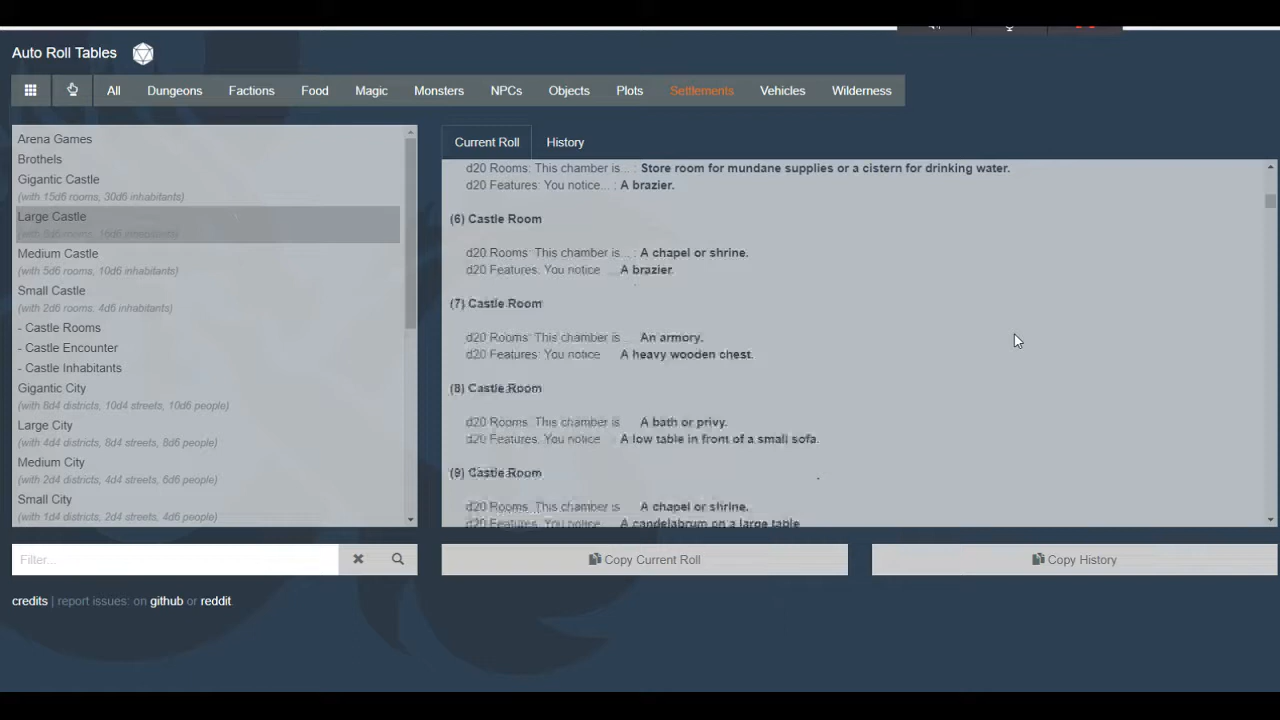 Auto Roll Tables
All Dungeons Factions Food Magic Monsters NPCs Objects Plots Settlements Vehicles Wilderness
Arena Games
Brothels
Gigantic Castle
(with 15d6 rooms, 30d6 inhabitants)
Large Castle
Medium Castle
(with 5d6 rooms, 10d6 inhabitants)
Small Castle
(with 2d6 rooms, 4d6 inhabitants)
- Castle Rooms
- Castle Encounter
- Castle Inhabitants
Gigantic City
(with 8d4 districts, 10d4 streets, 10d6 people)
Large City
(with 4d4 districts, 8d4 streets, 8d6 people)
Medium City
(with 2d4 districts, 4d4 streets, 6d6 people)
Small City
(with 1d4 districts, 2d4 streets, 4d6 people)
Filter...
Current Roll History
d20 Rooms: This chamber is... : Store room for mundane supplies or a cistern for drinking water.
d20 Features: You notice... : A brazier.
(6) Castle Room
d20 Rooms: This chamber is... : A chapel or shrine.
d20 Features: You notice A brazier
(7) Castle Room
d20 Rooms: This chamber is An armory.
d20 Features: You notice A heavy wooden chest.
(8) Castle Room
d20 Rooms: This chamber is A bath or privy.
d20 Features: You notice A low table in front of a small sofa.
(9) Castle Room
d20 Rooms: This chamber is A chapel or shrine.
d20 Features: You notice A candelabrum on a large table
Copy Current Roll Copy History
credits | report issues: on github or reddit